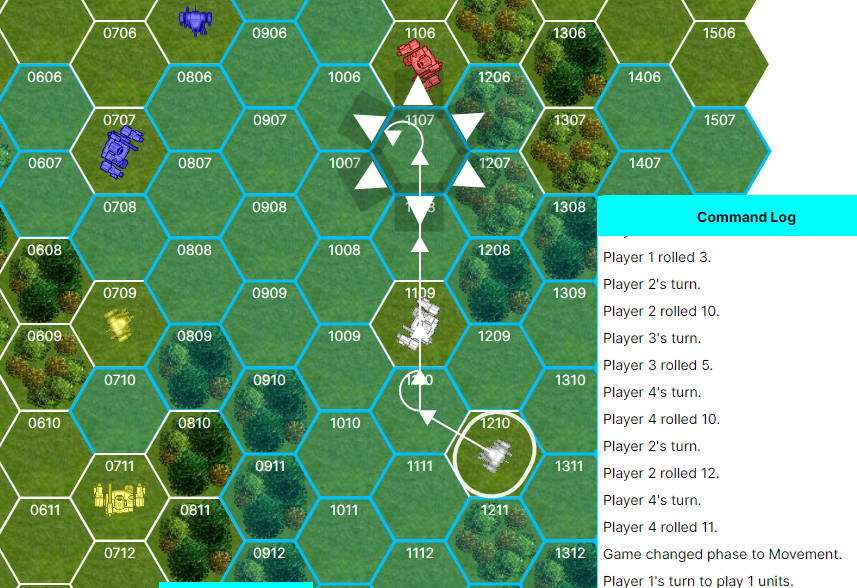 0706 0906 1106 1306 1506
0606 0806 1006 1206 1406
0707 0907 1107 1307 1507
0607 0807 1007 1207 1407
0708 0908 1308
0608 0808 1008 1208
0709 0909 1109 1309
0609 0809 1009 1209
0710 0910 1310
0610 0810 1010 1210
0711 0911 1111 1311
0611 0811 1011 1211
0712 0912 1112 1312
Command Log
Player 1 rolled 3.
Player 2's turn.
Player 2 rolled 10.
Player 3's turn.
Player 3 rolled 5.
Player 4's turn.
Player 4 rolled 10.
Player 2's turn.
Player 2 rolled 12.
Player 4's turn.
Player 4 rolled 11.
Game changed phase to Movement.
Player 1's turn to play 1 units.